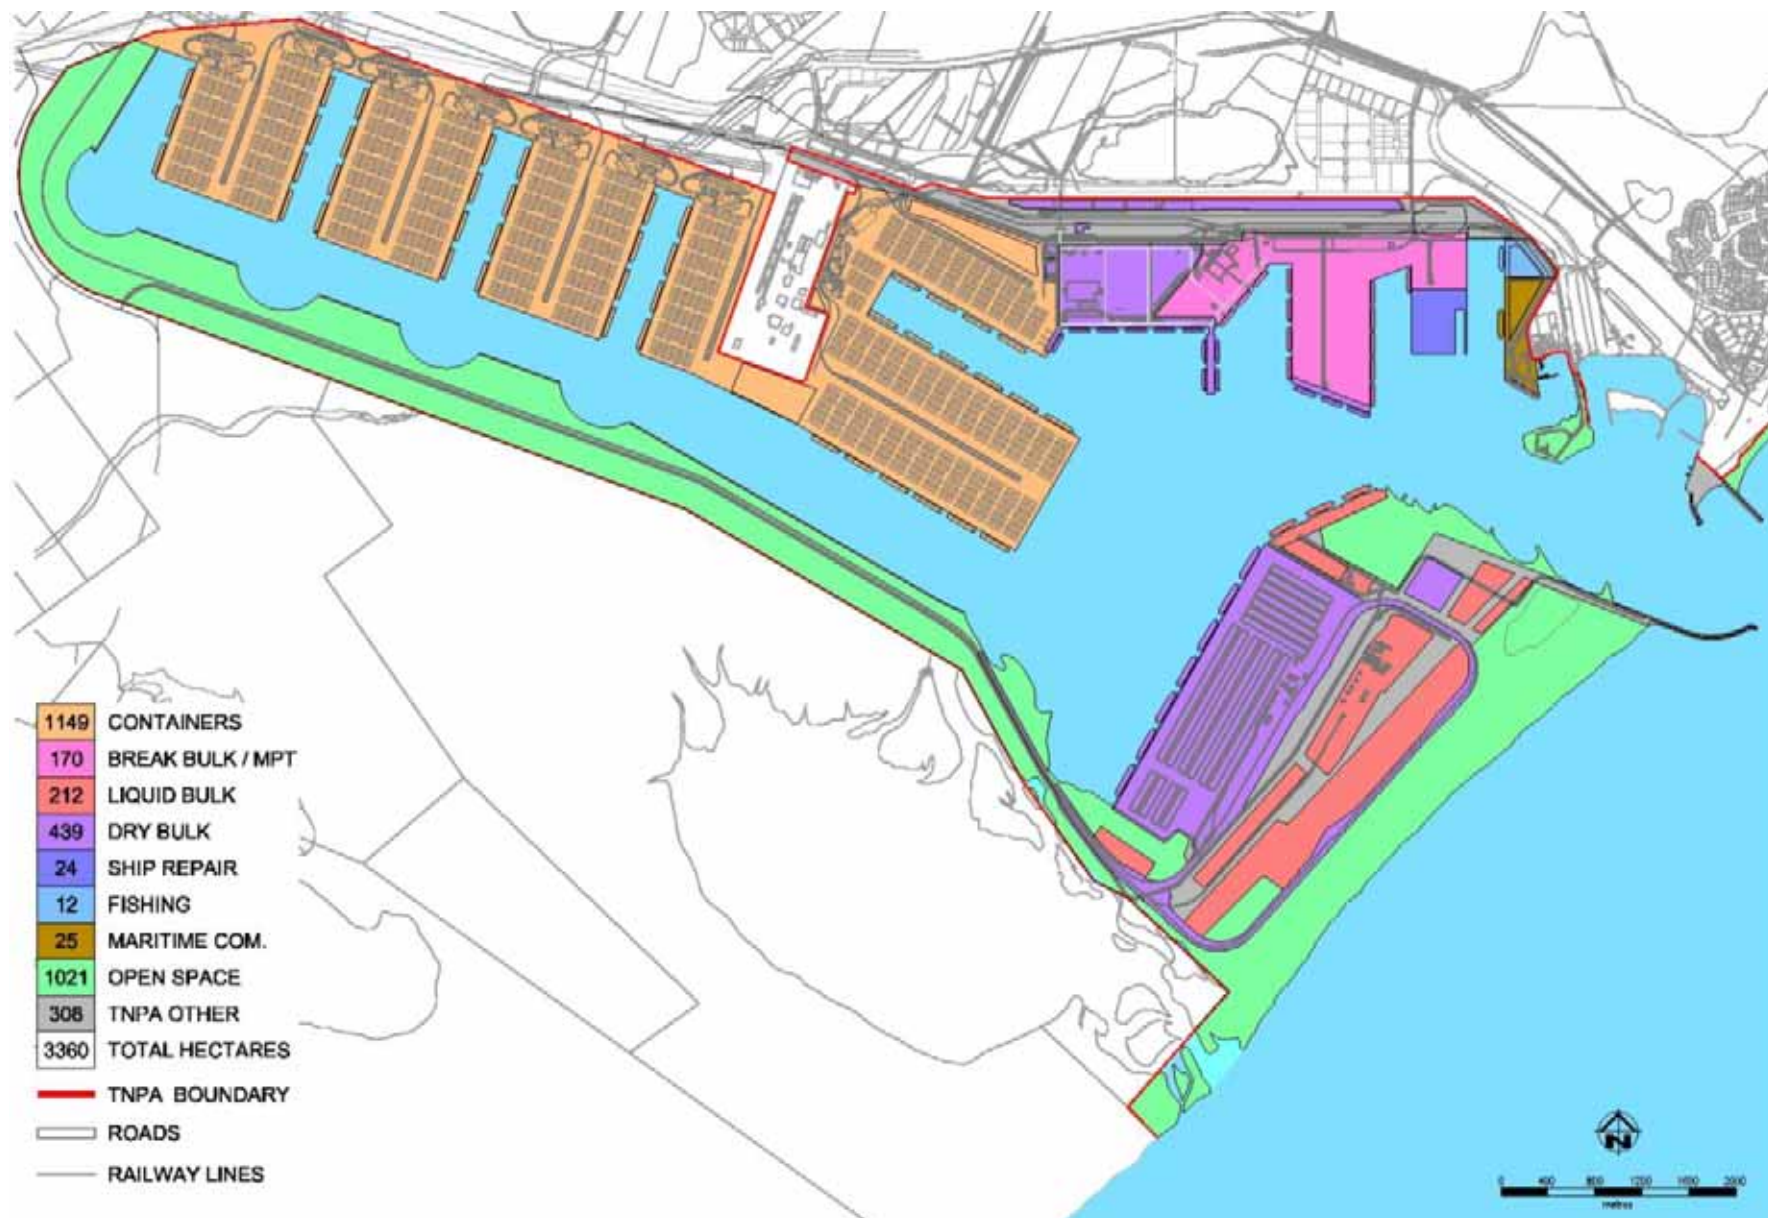 1149 CONTAINERS
170 BREAK BULK / MPT
212 LIQUID BULK
439 DRY BULK
24 SHIP REPAIR
12 FISHING
25 MARITIME COM.
1021 OPEN SPACE
308 TNPA OTHER
3360 TOTAL HECTARES
TNPA BOUNDARY
ROADS
RAILWAY LINES
N
0 400 800 1200 1600 2000
metres